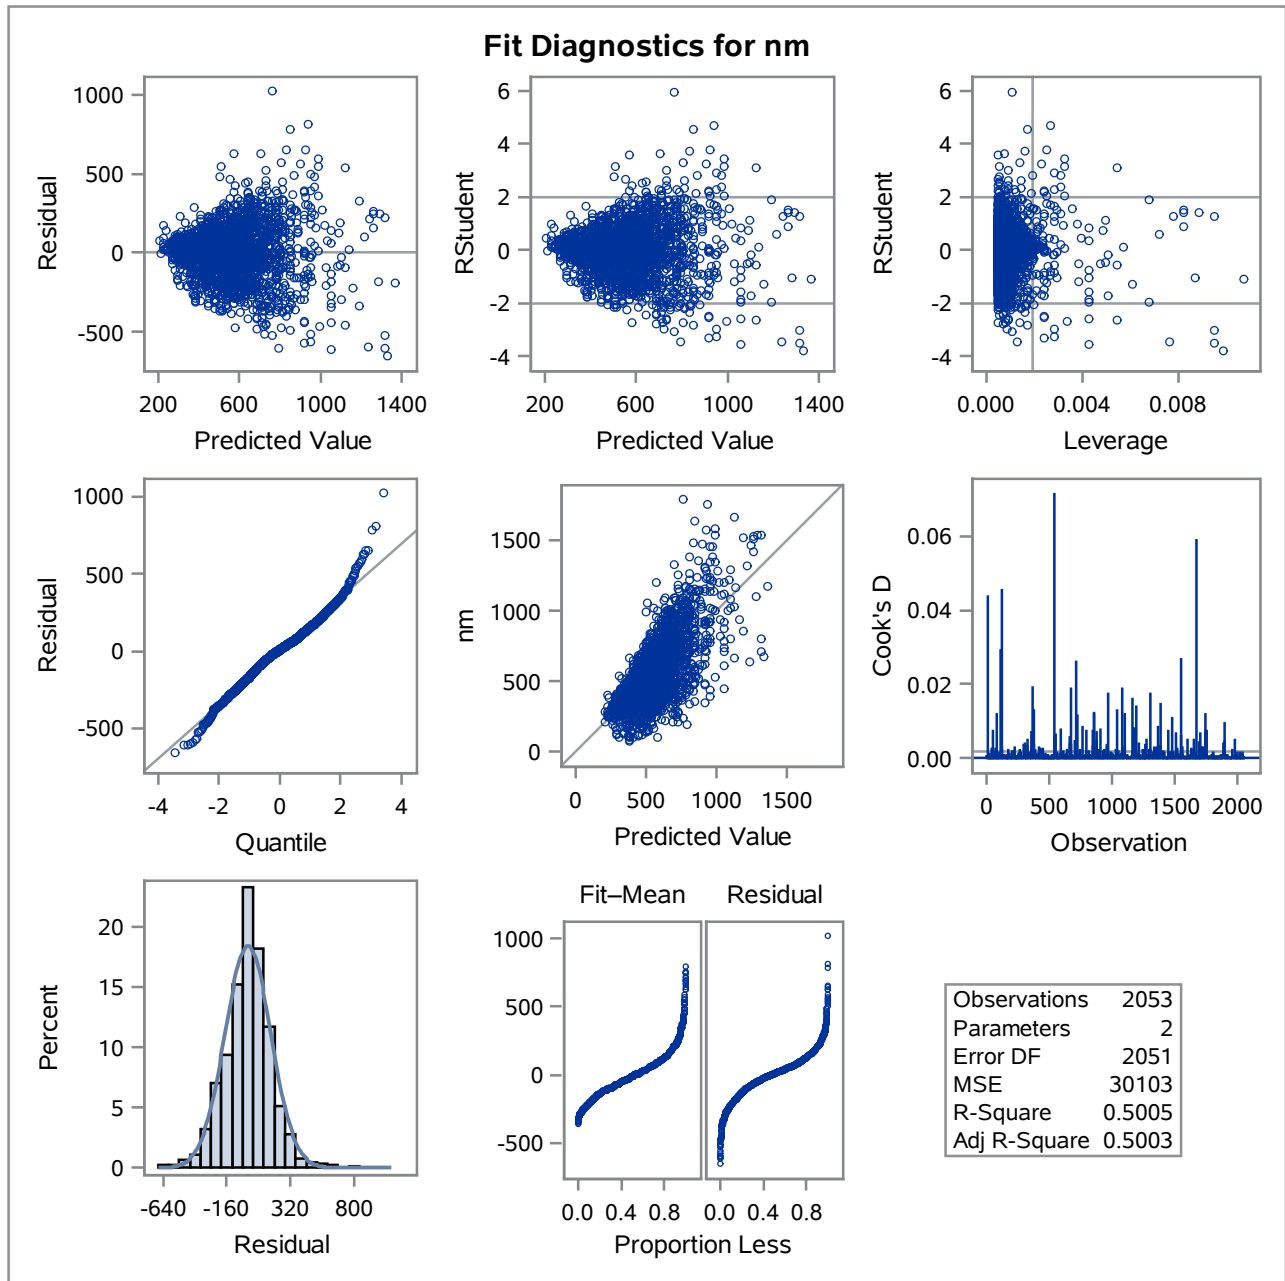 Fit Diagnostics for nm
1000
500
0
-500
Residual
200 600 1000 1400
Predicted Value
6
4
2
0
-2
-4
RStudent
200 600 1000 1400
Predicted Value
6
4
2
0
-2
-4
RStudent
0.000 0.004 0.008
Leverage
1000
500
0
-500
Residual
-4 -2 0 2 4
Quantile
1500
1000
500
0
nm
0 500 1000 1500
Predicted Value
0.06
0.04
0.02
0.00
Cook's D
0 500 1000 1500 2000
Observation
20
15
10
5
0
Percent
-640 -160 320 800
Residual
Fit–Mean Residual
1000
500
0
-500
0.0 0.4 0.8 0.0 0.4 0.8
Proportion Less
Observations 2053
Parameters 2
Error DF 2051
MSE 30103
R-Square 0.5005
Adj R-Square 0.5003